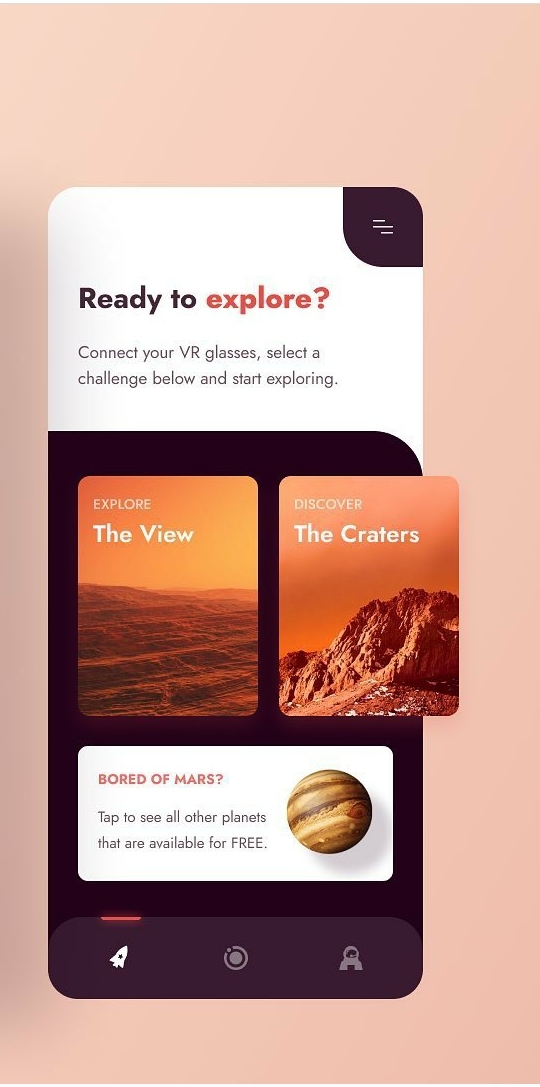 Ready to explore?
Connect your VR glasses, select a
challenge below and start exploring.
EXPLORE
The View
DISCOVER
The Craters
BORED OF MARS?
Tap to see all other planets
that are available for FREE.